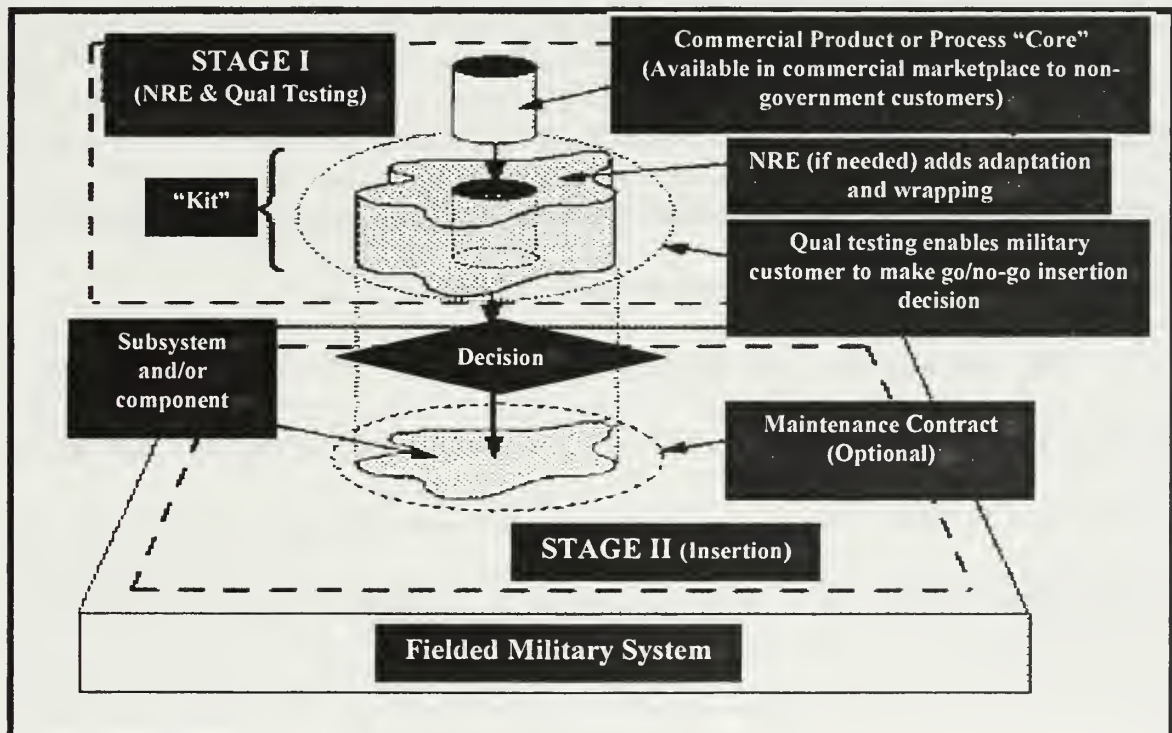 STAGE I
(NRE & Qual Testing)
Commercial Product or Process “Core”
(Available in commercial marketplace to non-
government customers)
NRE (if needed) adds adaptation
and wrapping
“Kit”
Qual testing enables military
customer to make go/no-go insertion
decision
Subsystem
and/or
component
Decision
Maintenance Contract
(Optional)
STAGE II (Insertion)
Fielded Military System